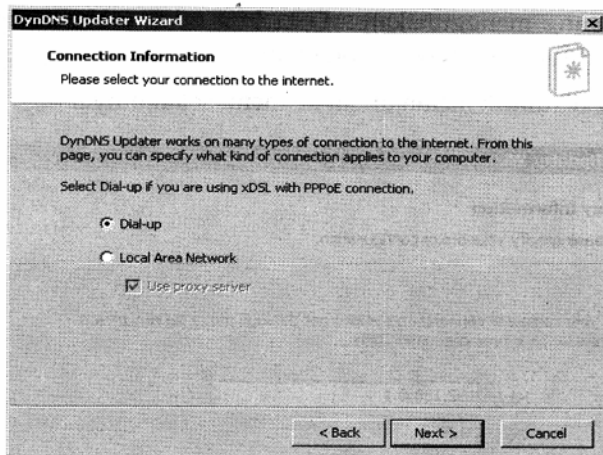 DynDNS Updater Wizard
Connection Information
Please select your connection to the internet.
DynDNS Updater works on many types of connection to the internet. From this
page, you can specify what kind of connection applies to your computer.
Select Dial-up if you are using xDSL with PPPoE connection.
Dial-up
Local Area Network
Use proxy server
< Back
Next >
Cancel